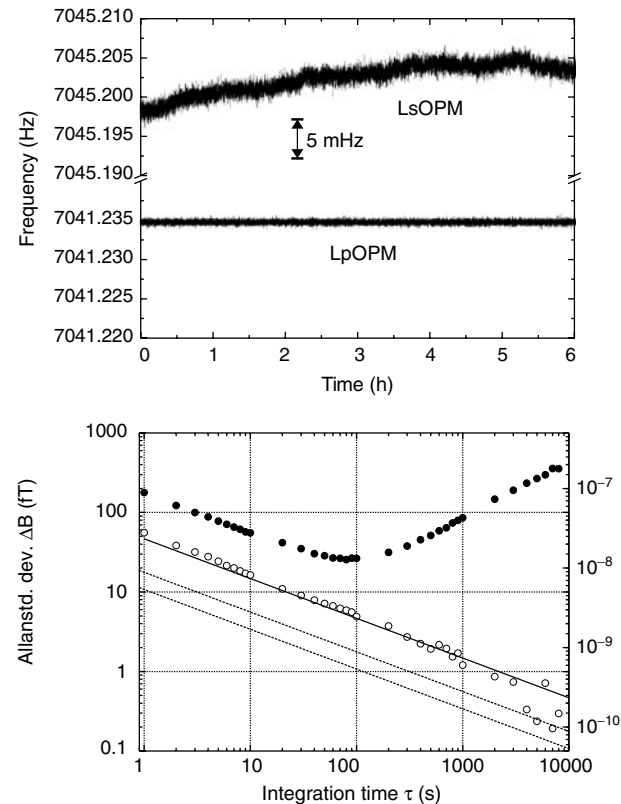 7045.210
7045.205
7045.200
7045.195
7045.190
7041.235
7041.230
7041.225
7041.220
Frequency (Hz)
LsOPM
5 mHz
LpOPM
0 1 2 3 4 5 6
Time (h)
1000
100
10
1
0.1
Allanstd. dev. ΔB (fT)
10⁻⁷
10⁻⁸
10⁻⁹
10⁻¹⁰
1 10 100 1000 10000
Integration time τ (s)